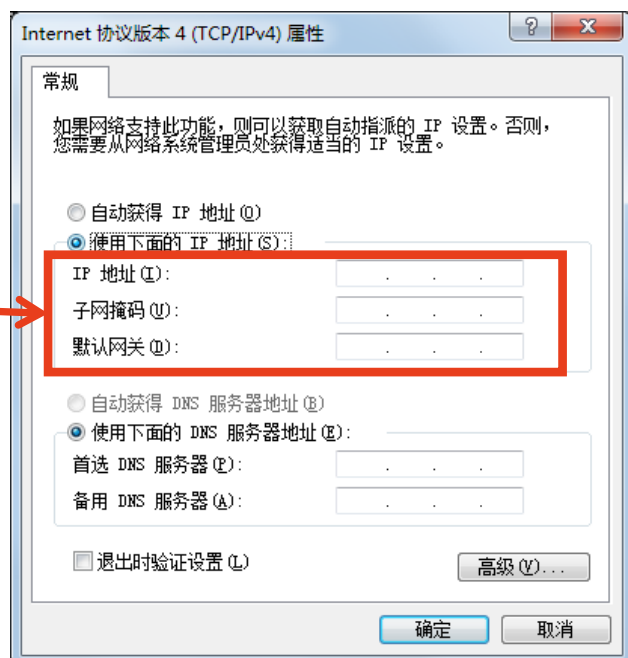 Internet 协议版本 4 (TCP/IPv4) 属性
常规
如果网络支持此功能，则可以获取自动指派的 IP 设置。否则，
您需要从网络系统管理员处获得适当的 IP 设置。
自动获得 IP 地址(O)
使用下面的 IP 地址(S):
IP 地址(I):
子网掩码(U):
默认网关(D):
自动获得 DNS 服务器地址(B)
使用下面的 DNS 服务器地址(E):
首选 DNS 服务器(P):
备用 DNS 服务器(A):
退出时验证设置(L)
高级(V)...
确定
取消